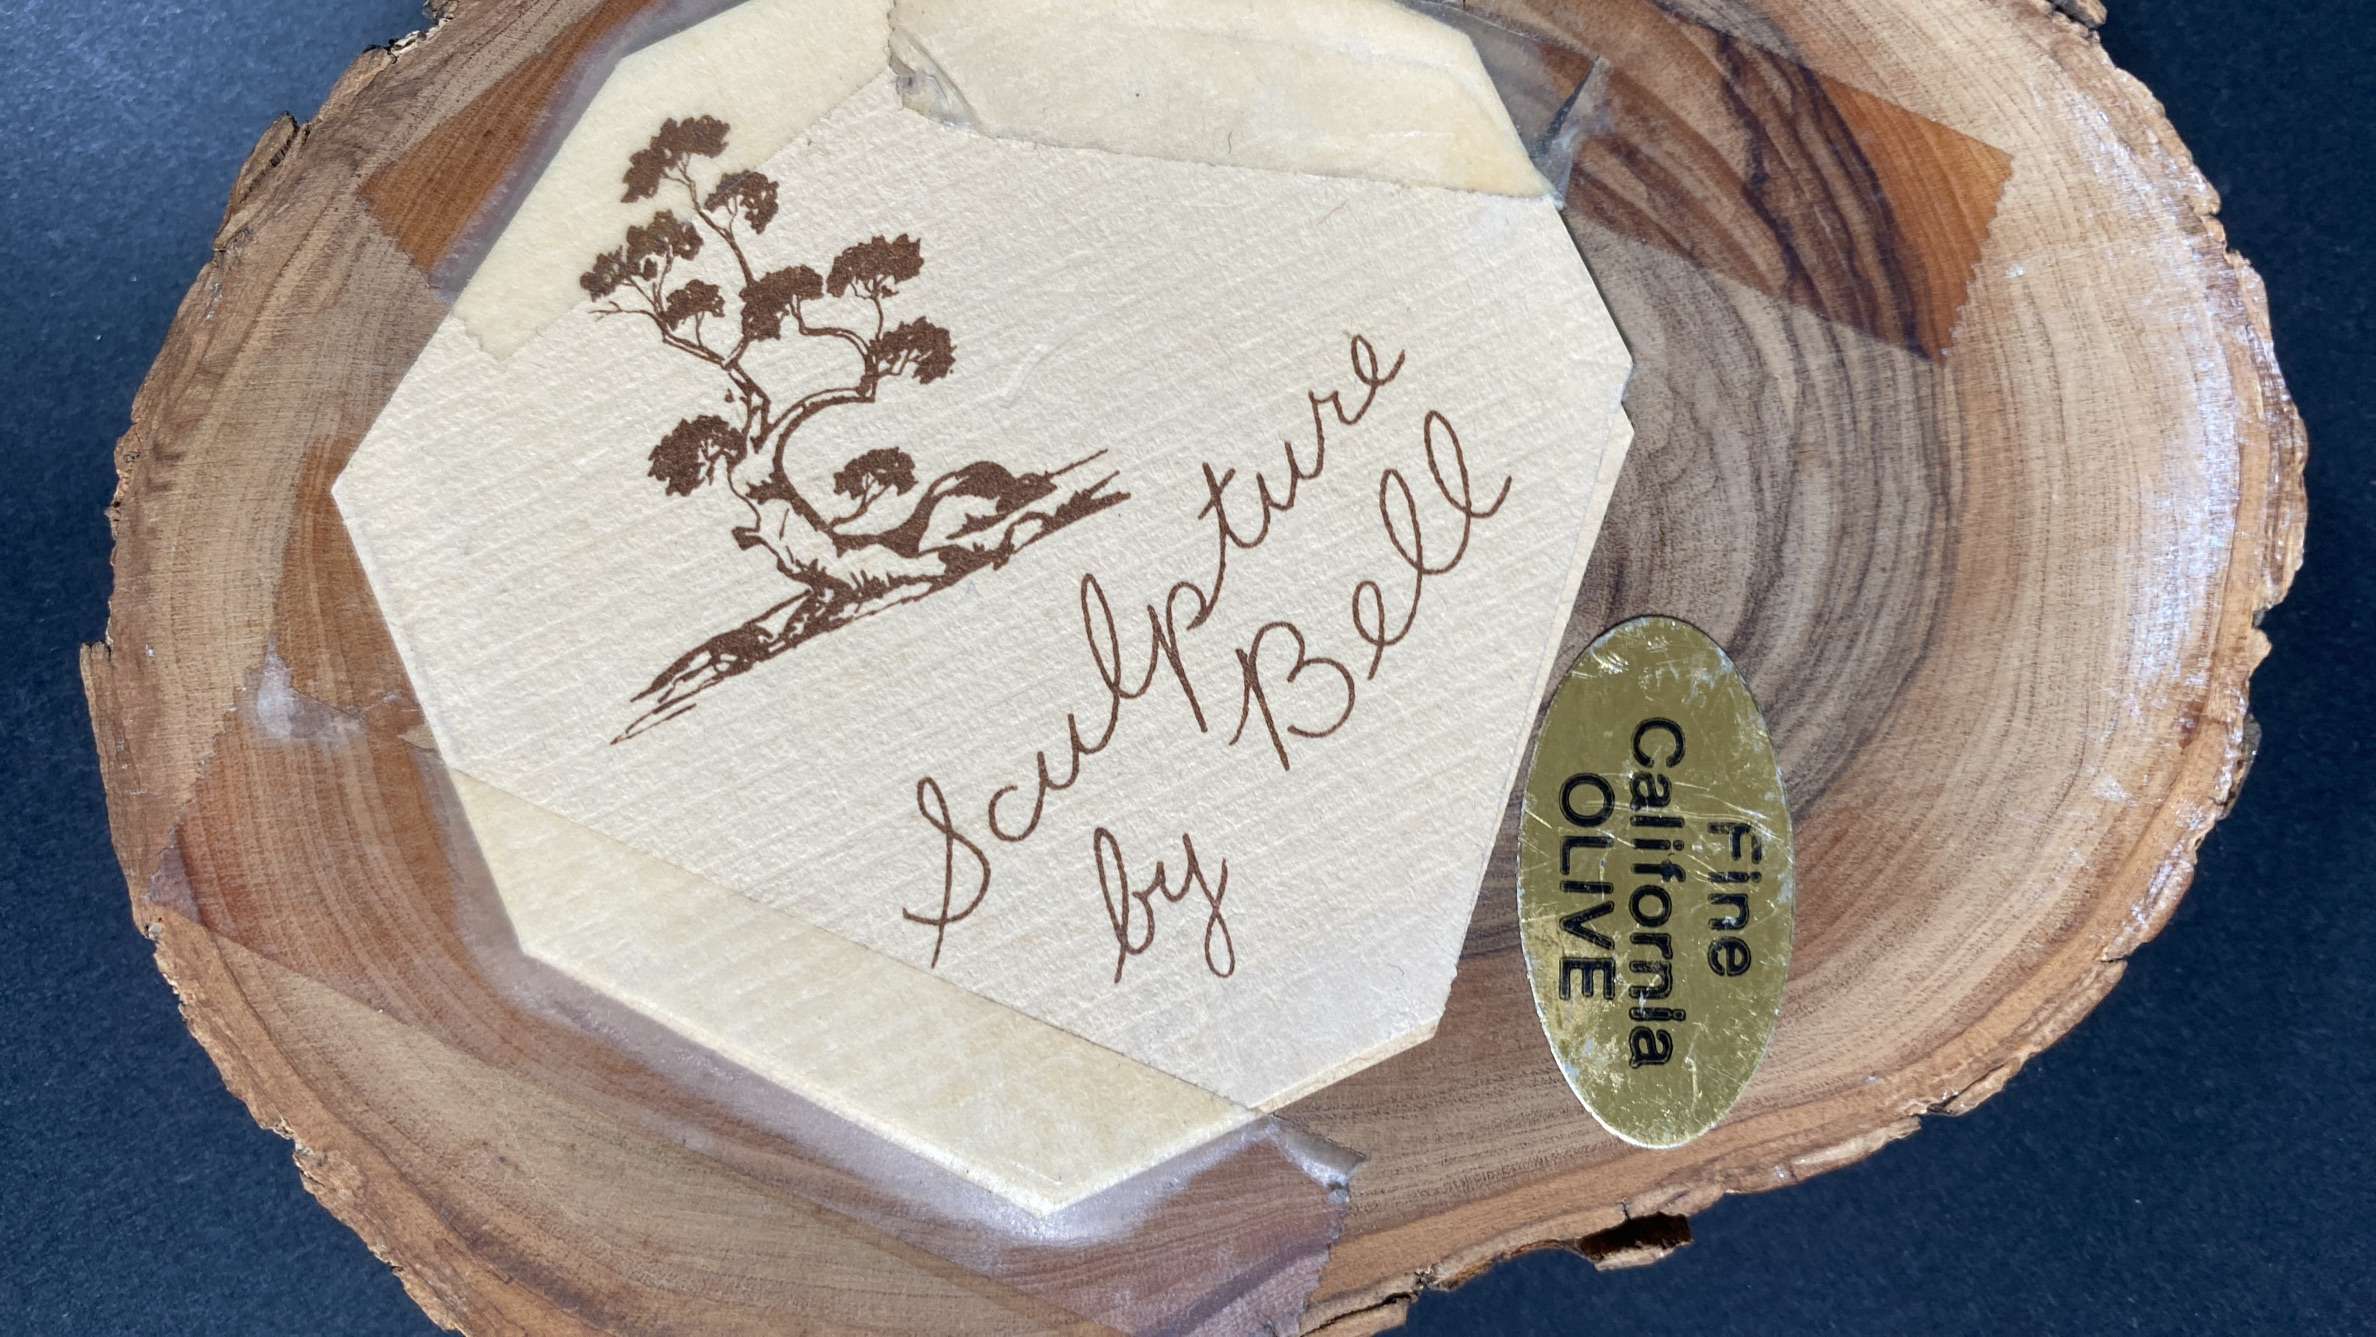 Sculpture
by Bell
Fine
California
OLIVE